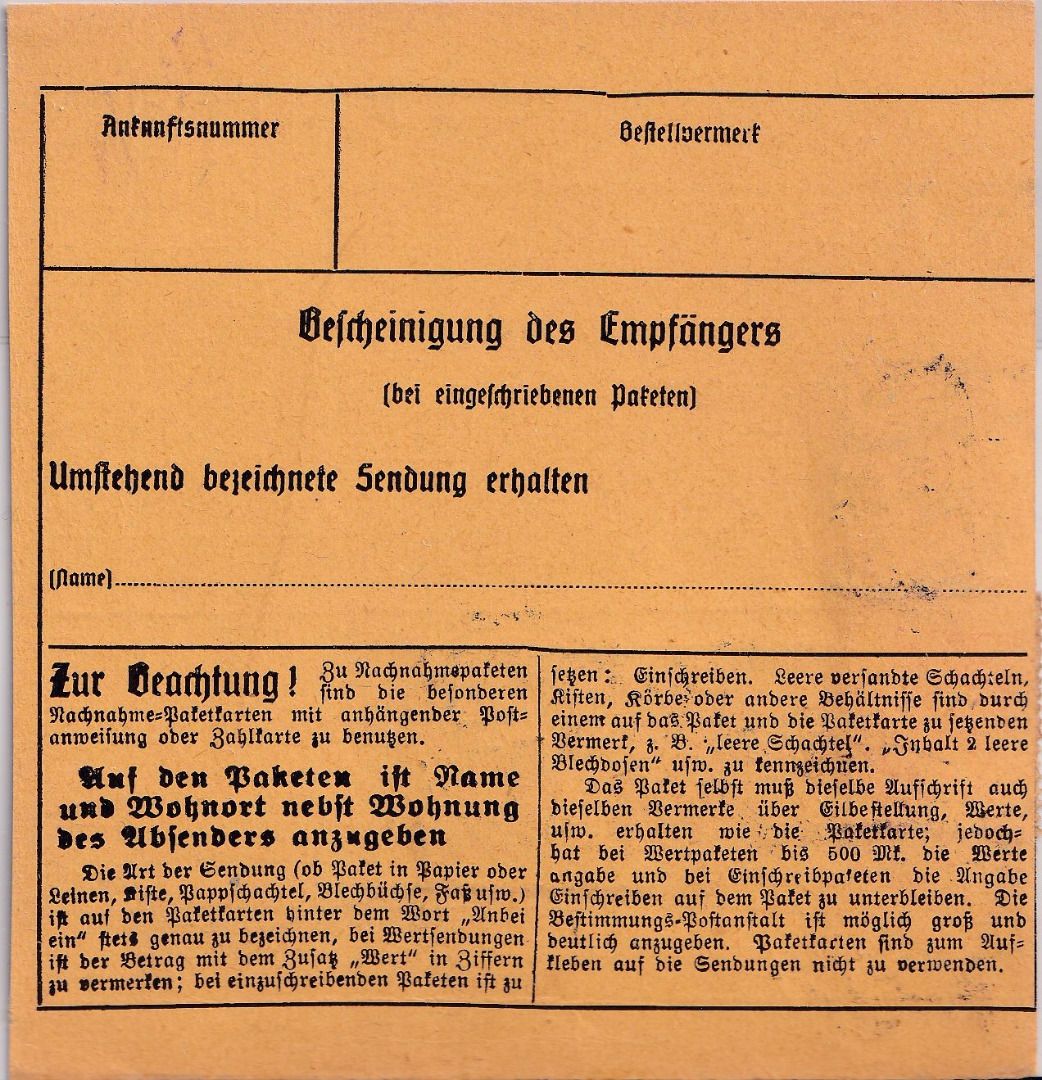 Ankunftsnummer
Bestellvermerk
Bescheinigung des Empfängers
(bei eingeschriebenen Paketen)
Umstehend bezeichnete Sendung erhalten
(Name)
Zur Beachtung! Zu Nachnahmepaketen
sind die besonderen
Nachnahme-Paketkarten mit anhängender Post-
anweisung oder Zahlkarte zu benutzen.
Auf den Paketen ist Name
und Wohnort nebst Wohnung
des Absenders anzugeben
Die Art der Sendung (ob Paket in Papier oder
Leinen, Kiste, Pappschachtel, Blechbüchse, Faß usw.)
ist auf den Paketkarten hinter dem Wort „Anbei
ein“ stets genau zu bezeichnen, bei Wertsendungen
ist der Betrag mit dem Zusatz „Wert“ in Ziffern
zu vermerken; bei einzuschreibenden Paketen ist zu
setzen: Einschreiben. Leere versandte Schachteln,
Kisten, Körbe oder andere Behältnisse sind durch
einem auf das Paket und die Paketkarte zu setzenden
Vermerk, z. B. „leere Schachtel“. „Inhalt 2 leere
Blechdosen“ usw. zu kennzeichnen.
Das Paket selbst muß dieselbe Aufschrift auch
dieselben Vermerke über Eilbestellung, Werte,
usw. erhalten wie die Paketkarte; jedoch-
hat bei Wertpaketen bis 500 Mk. die Werte
angabe und bei Einschreibpaketen die Angabe
Einschreiben auf dem Paket zu unterbleiben. Die
Bestimmungs-Postanstalt ist möglich groß und
deutlich anzugeben. Paketkarten sind zum Auf-
kleben auf die Sendungen nicht zu verwenden.